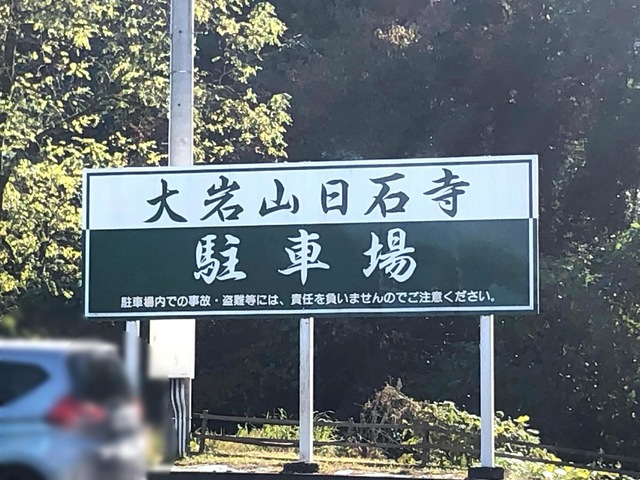 大岩山日石寺
駐車場
駐車場内での事故・盗難等には、責任を負いませんのでご注意ください。